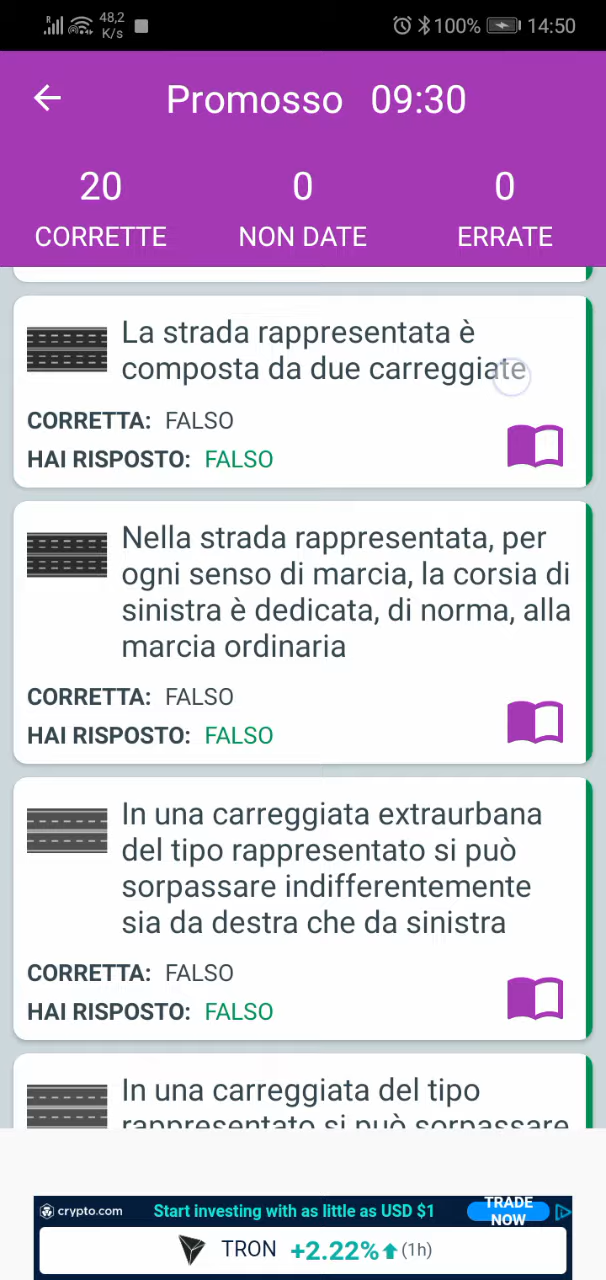 48,2
K/s
100%
14:50
Promosso 09:30
20
0
0
CORRETTE
NON DATE
ERRATE
La strada rappresentata è
composta da due carreggiate
CORRETTA: FALSO
HAI RISPOSTO: FALSO
Nella strada rappresentata, per
ogni senso di marcia, la corsia di
sinistra è dedicata, di norma, alla
marcia ordinaria
CORRETTA: FALSO
HAI RISPOSTO: FALSO
In una carreggiata extraurbana
del tipo rappresentato si può
sorpassare indifferentemente
sia da destra che da sinistra
CORRETTA: FALSO
HAI RISPOSTO: FALSO
In una carreggiata del tipo
rappresentato si può sorpassare
crypto.com
Start investing with as little as USD $1
TRADE
NOW
TRON +2.22% (1h)